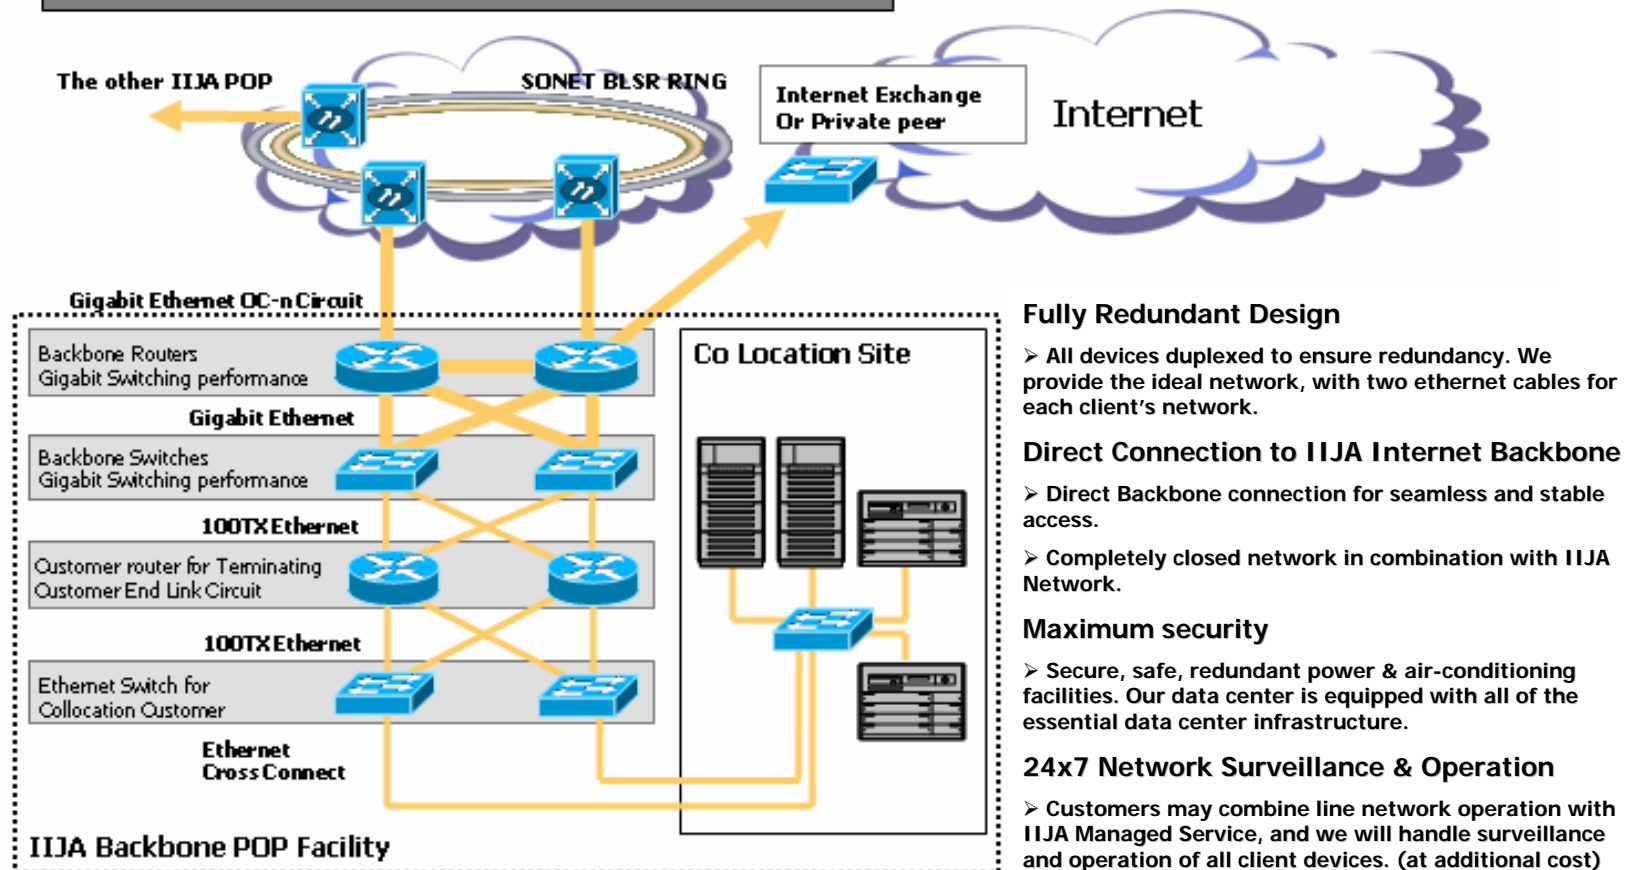 The other IIJA POP
SONET BLSR RING
Internet Exchange
Or Private peer
Internet
Gigabit Ethernet OC-n Circuit
Backbone Routers
Gigabit Switching performance
Gigabit Ethernet
Backbone Switches
Gigabit Switching performance
100TX Ethernet
Customer router for Terminating
Customer End Link Circuit
100TX Ethernet
Ethernet Switch for
Collocation Customer
Ethernet
Cross Connect
IIJA Backbone POP Facility
Co Location Site
Fully Redundant Design
➢ All devices duplexed to ensure redundancy. We
provide the ideal network, with two ethernet cables for
each client's network.
Direct Connection to IIJA Internet Backbone
➢ Direct Backbone connection for seamless and stable
access.
➢ Completely closed network in combination with IIJA
Network.
Maximum security
➢ Secure, safe, redundant power & air-conditioning
facilities. Our data center is equipped with all of the
essential data center infrastructure.
24x7 Network Surveillance & Operation
➢ Customers may combine line network operation with
IIJA Managed Service, and we will handle surveillance
and operation of all client devices. (at additional cost)